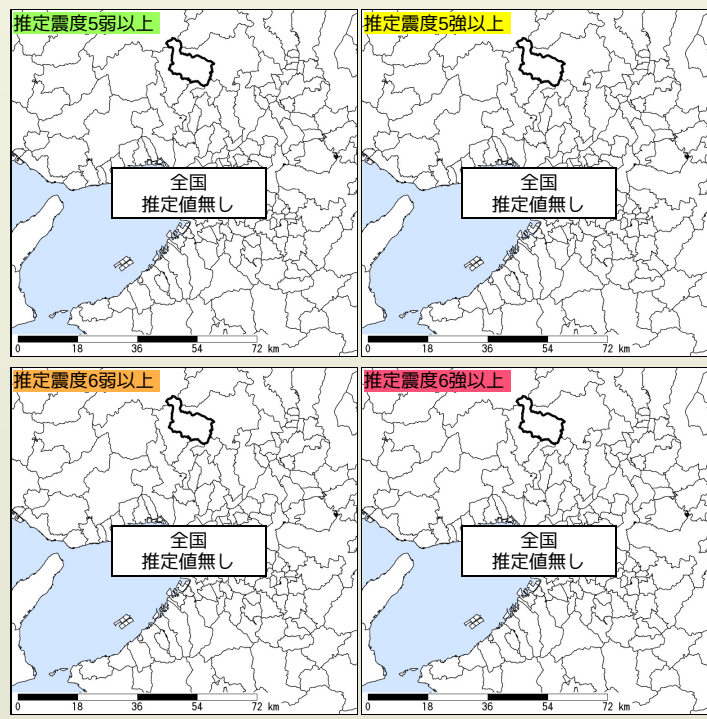 推定震度5弱以上
全国
推定値無し
0 18 36 54 72 km
推定震度5強以上
全国
推定値無し
0 18 36 54 72 km
推定震度6弱以上
全国
推定値無し
0 18 36 54 72 km
推定震度6強以上
全国
推定値無し
0 18 36 54 72 km